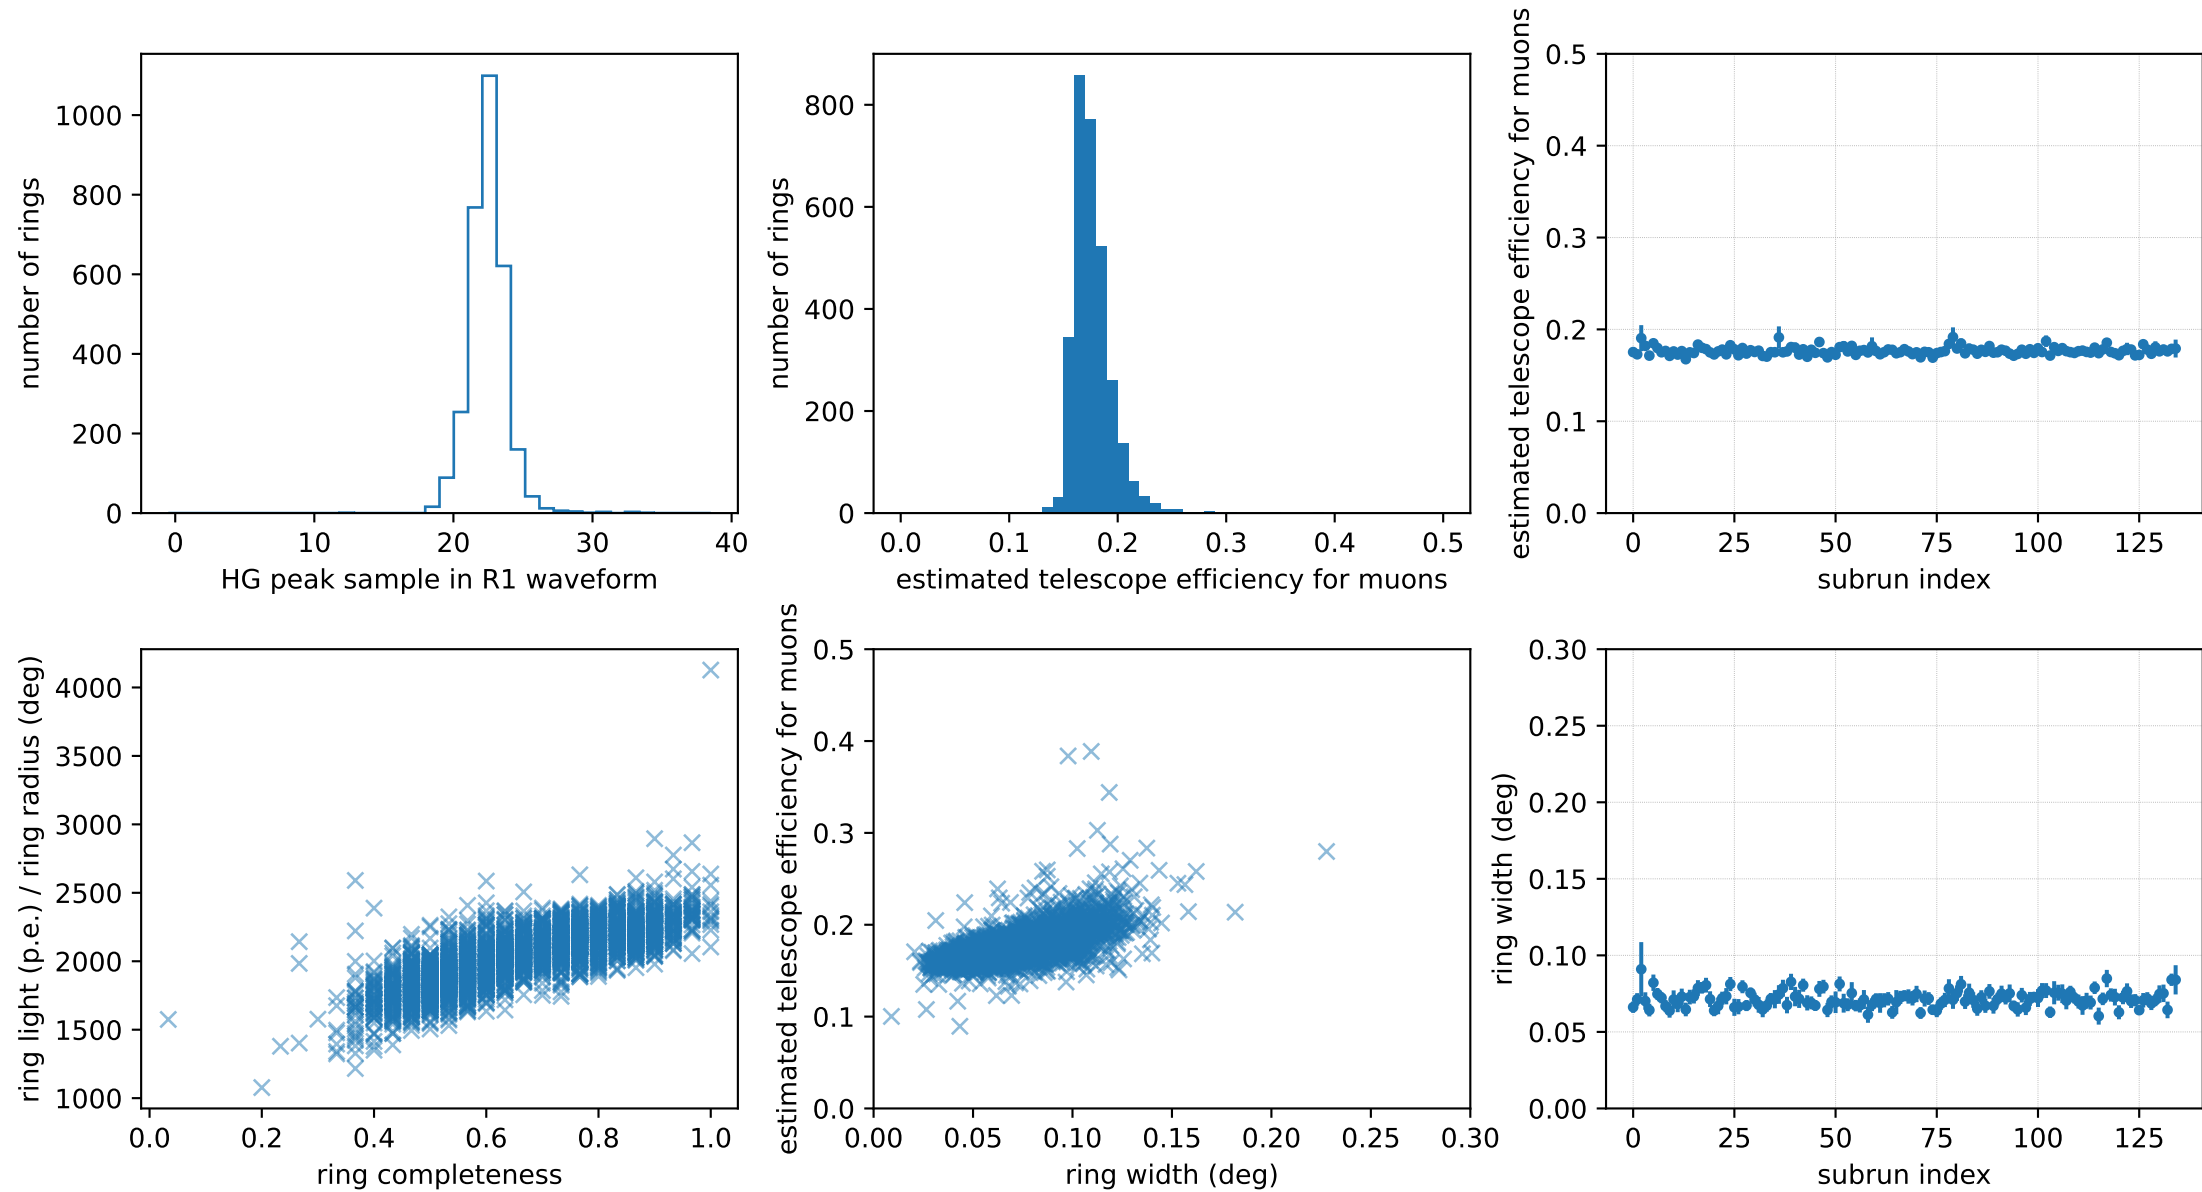 number of rings
1000
800
600
400
200
0
0 10 20 30 40
HG peak sample in R1 waveform
number of rings
800
600
400
200
0
0.0 0.1 0.2 0.3 0.4 0.5
estimated telescope efficiency for muons
estimated telescope efficiency for muons
0.5
0.4
0.3
0.2
0.1
0.0
0 25 50 75 100 125
subrun index
ring light (p.e.) / ring radius (deg)
4000
3500
3000
2500
2000
1500
1000
0.0 0.2 0.4 0.6 0.8 1.0
ring completeness
estimated telescope efficiency for muons
0.5
0.4
0.3
0.2
0.1
0.0
0.00 0.05 0.10 0.15 0.20 0.25 0.30
ring width (deg)
ring width (deg)
0.30
0.25
0.20
0.15
0.10
0.05
0.00
0 25 50 75 100 125
subrun index